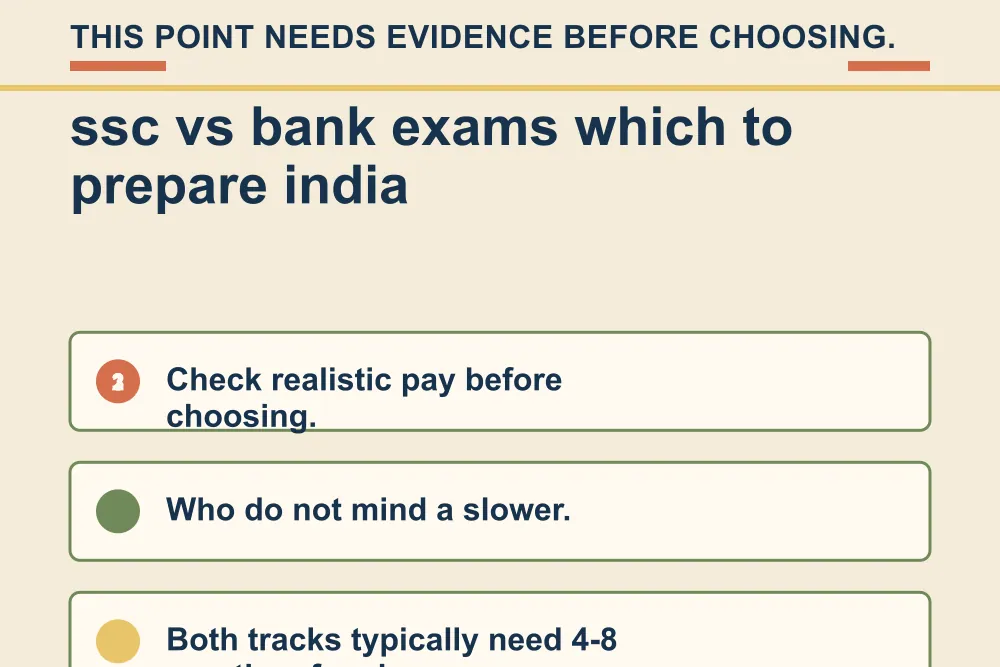 THIS POINT NEEDS EVIDENCE BEFORE CHOOSING.
ssc vs bank exams which to
prepare india
Check realistic pay before
choosing.
Who do not mind a slower.
Both tracks typically need 4-8